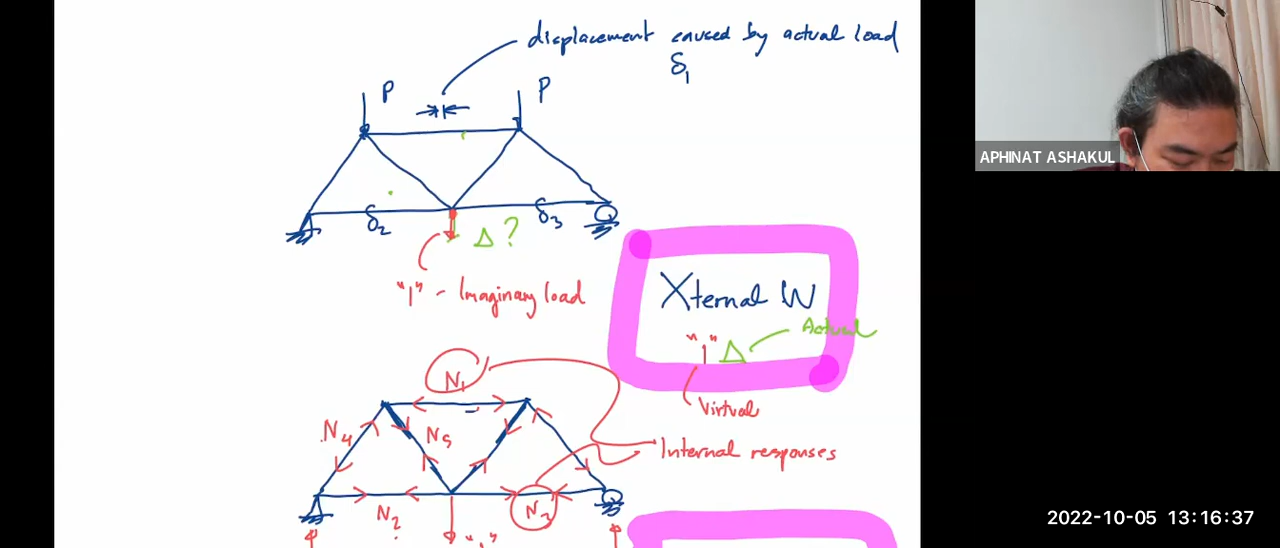 displacement caused by actual load
δ₁
P
P
APHINAT ASHAKUL
δ₂
δ₃
Δ ?
"1" - Imaginary load
Xternal W
Actual
"1" Δ
Virtual
N₁
N₄
N₅
Internal responses
N₂
N₃
"1"
2022-10-05 13:16:37